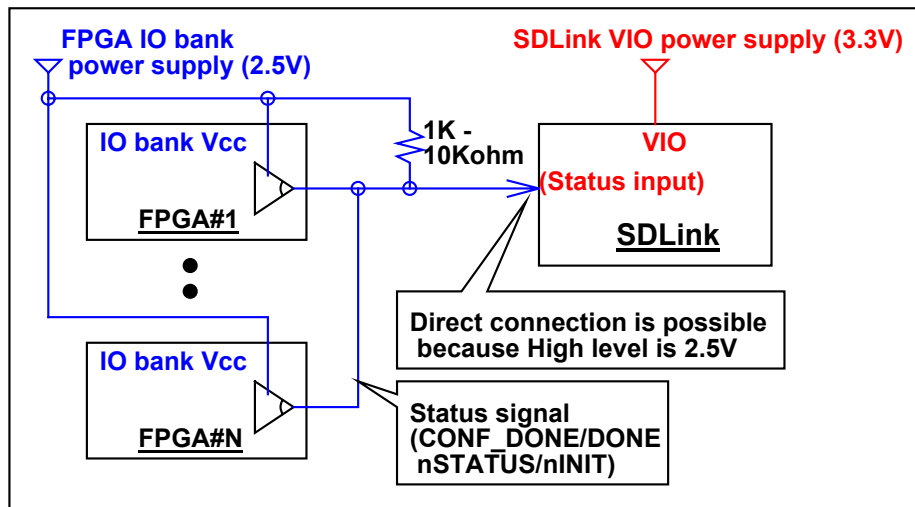 FPGA IO bank
power supply (2.5V)
SDLink VIO power supply (3.3V)
1K -
10Kohm
IO bank Vcc
FPGA#1
VIO
(Status input)
SDLink
Direct connection is possible
because High level is 2.5V
IO bank Vcc
FPGA#N
Status signal
(CONF_DONE/DONE
nSTATUS/nINIT)